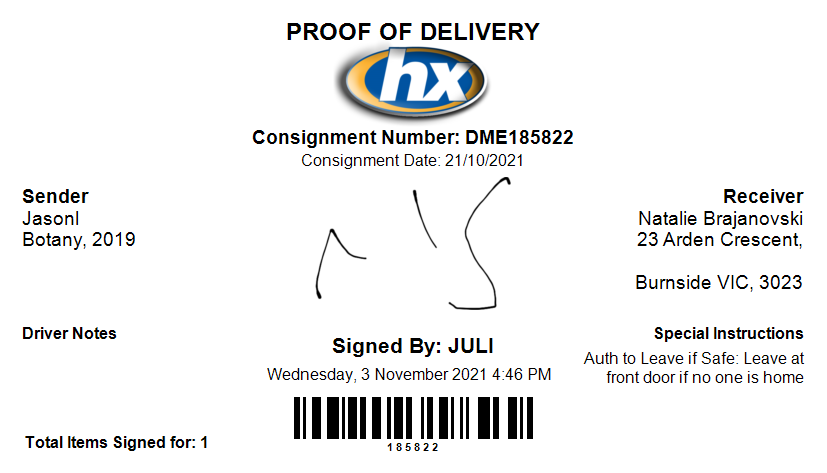 PROOF OF DELIVERY
hx
Consignment Number: DME185822
Consignment Date: 21/10/2021
Sender
JasonI
Botany, 2019
Receiver
Natalie Brajanovski
23 Arden Crescent,
Burnside VIC, 3023
Driver Notes
Signed By: JULI
Wednesday, 3 November 2021 4:46 PM
Special Instructions
Auth to Leave if Safe: Leave at
front door if no one is home
185822
Total Items Signed for: 1